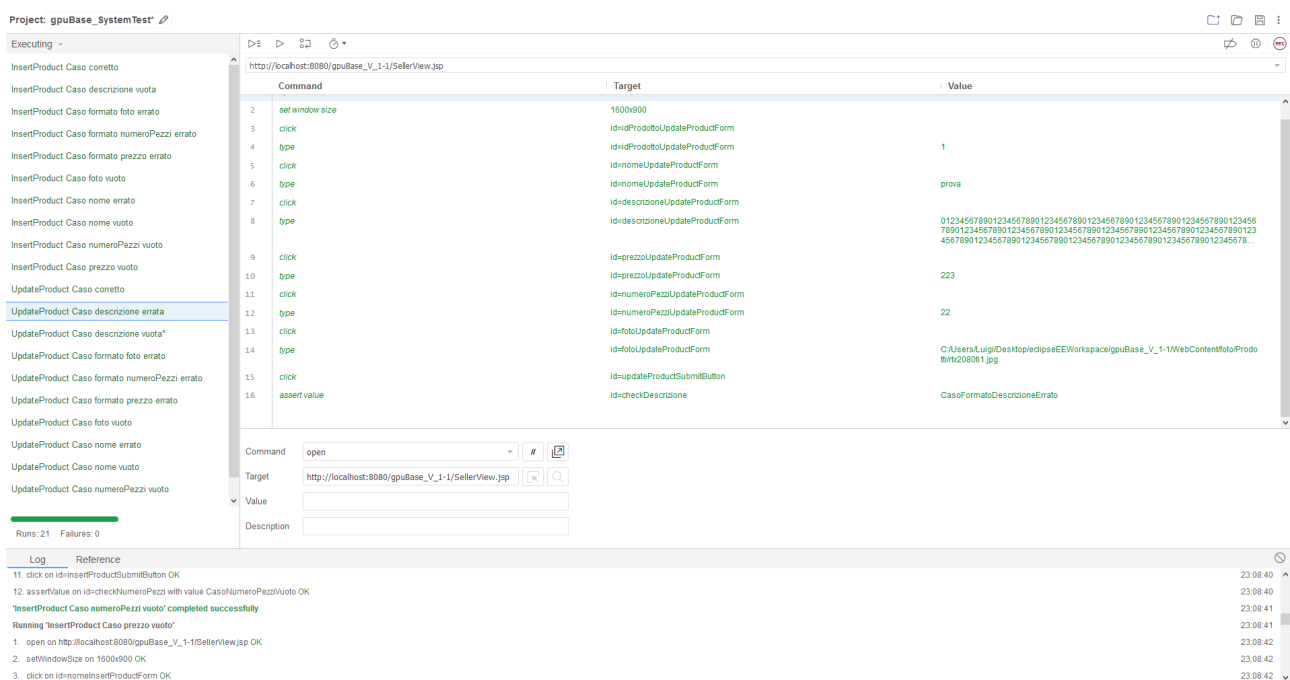 Project: gpuBase_SystemTest*
Executing
InsertProduct Caso corretto
InsertProduct Caso descrizione vuota
InsertProduct Caso formato foto errato
InsertProduct Caso formato numeroPezzi errato
InsertProduct Caso formato prezzo errato
InsertProduct Caso foto vuoto
InsertProduct Caso nome errato
InsertProduct Caso nome vuoto
InsertProduct Caso numeroPezzi vuoto
InsertProduct Caso prezzo vuoto
UpdateProduct Caso corretto
UpdateProduct Caso descrizione errata
UpdateProduct Caso descrizione vuota*
UpdateProduct Caso formato foto errato
UpdateProduct Caso formato numeroPezzi errato
UpdateProduct Caso formato prezzo errato
UpdateProduct Caso foto vuoto
UpdateProduct Caso nome errato
UpdateProduct Caso nome vuoto
UpdateProduct Caso numeroPezzi vuoto
Runs: 21 Failures: 0
REC
http://localhost:8080/gpuBase_V_1-1/SellerView.jsp
Command Target Value
2 set window size 1600x900
3 click id=idProdottoUpdateProductForm
4 type id=idProdottoUpdateProductForm 1
5 click id=nomeUpdateProductForm
6 type id=nomeUpdateProductForm prova
7 click id=descrizioneUpdateProductForm
8 type id=descrizioneUpdateProductForm 01234567890123456789012345678901234567890123456789012345678901234567890123456
7890123456789012345678901234567890123456789012345678901234567890123
45678901234567890123456789012345678901234567890123456789012345678...
9 click id=prezzoUpdateProductForm
10 type id=prezzoUpdateProductForm 223
11 click id=numeroPezziUpdateProductForm
12 type id=numeroPezziUpdateProductForm 22
13 click id=fotoUpdateProductForm
14 type id=fotoUpdateProductForm C:/Users/Luigi/Desktop/eclipseEEWorkspace/gpuBase_V_1-1/WebContent/foto/Prodo
tti/rtx2080ti1.jpg
15 click id=updateProductSubmitButton
16 assert value id=checkDescrizione CasoFormatoDescrizioneErrato
Command open //
Target http://localhost:8080/gpuBase_V_1-1/SellerView.jsp
Value
Description
Log Reference
11. click on id=insertProductSubmitButton OK 23:08:40
12. assertValue on id=checkNumeroPezzi with value CasoNumeroPezziVuoto OK 23:08:40
'InsertProduct Caso numeroPezzi vuoto' completed successfully 23:08:41
Running 'InsertProduct Caso prezzo vuoto' 23:08:41
1. open on http://localhost:8080/gpuBase_V_1-1/SellerView.jsp OK 23:08:42
2. setWindowSize on 1600x900 OK 23:08:42
3. click on id=nomeInsertProductForm OK 23:08:42